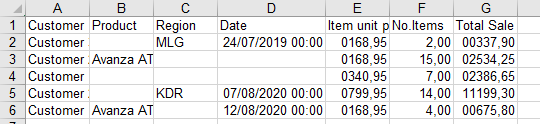 A B C D E F G
1 Customer Product Region Date Item unit p No.Items Total Sale
2 Customer MLG 24/07/2019 00:00 0168,95 2,00 00337,90
3 Customer Avanza AT 0168,95 15,00 02534,25
4 Customer 0340,95 7,00 02386,65
5 Customer KDR 07/08/2020 00:00 0799,95 14,00 11199,30
6 Customer Avanza AT 12/08/2020 00:00 0168,95 4,00 00675,80